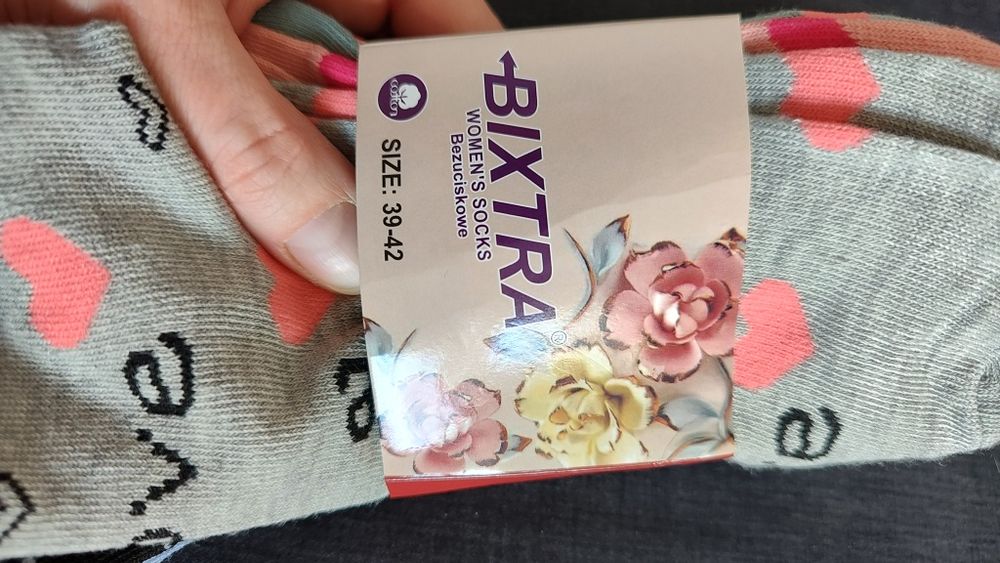 BIXTRA®
WOMEN'S SOCKS
Bezuciskowe
cotton
SIZE: 39-42